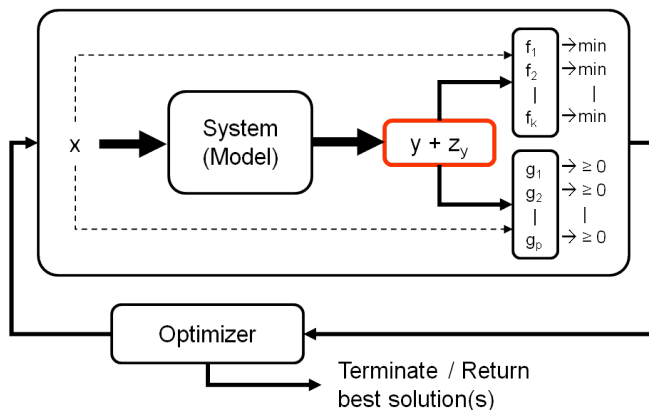 f₁ →min
f₂ →min
| |
fₖ →min
x
System
(Model)
y + zᵧ
g₁ → ≥ 0
g₂ → ≥ 0
| |
gₚ → ≥ 0
Optimizer
Terminate / Return
best solution(s)